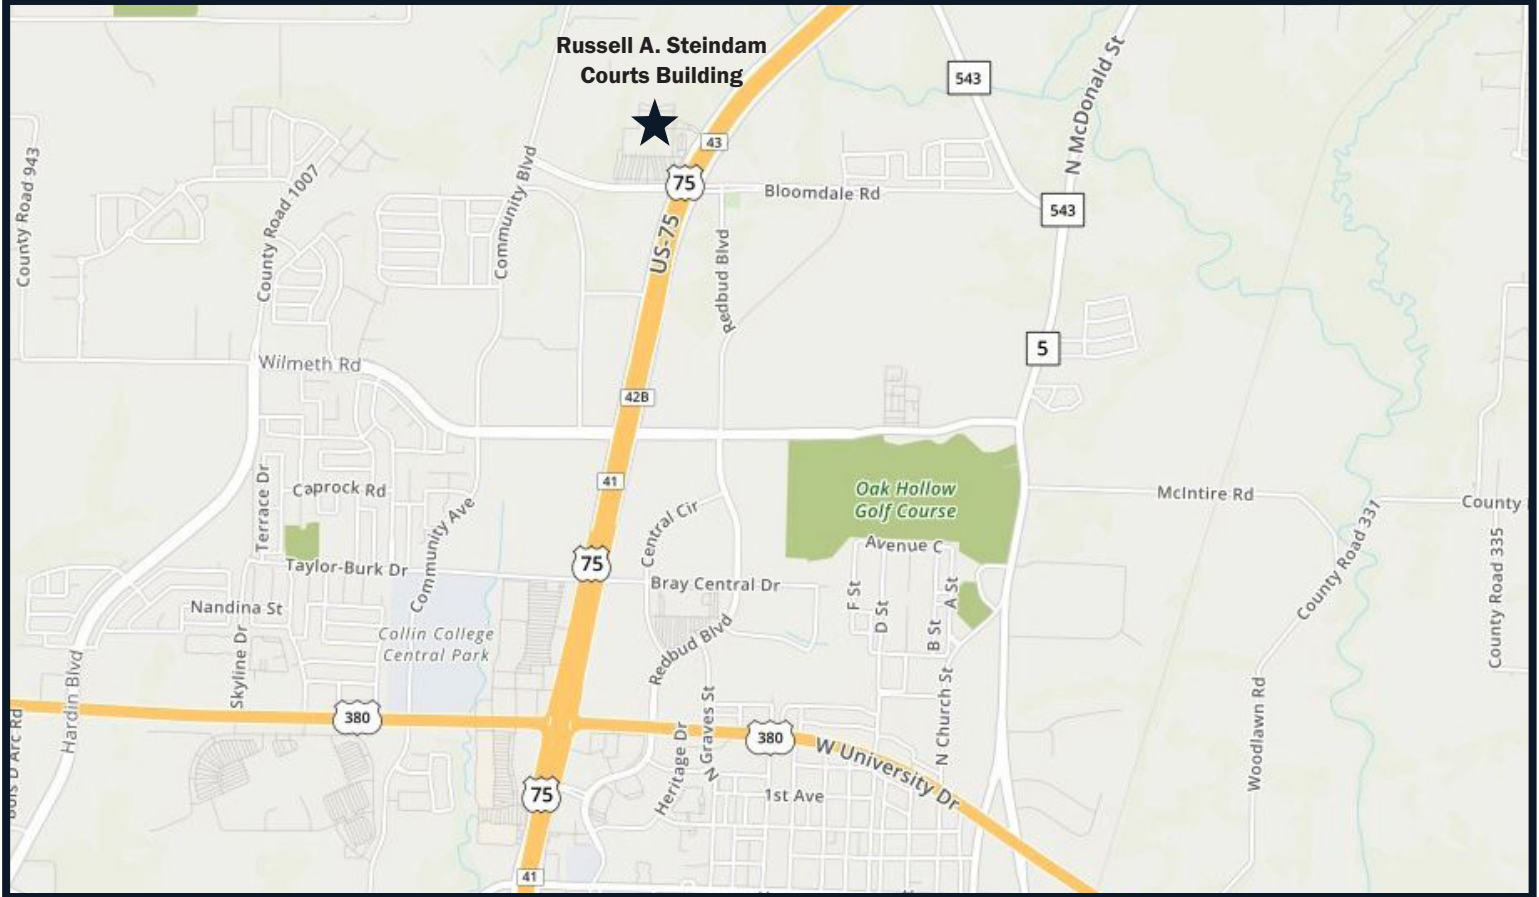 Russell A. Steindam
Courts Building
543
N McDonald St
43
75
Bloomdale Rd
543
County Road 943
County Road 1007
Community Blvd
US-75
Redbud Blvd
5
Wilmeth Rd
42B
41
Caprock Rd
Terrace Dr
Community Ave
Central Cir
Oak Hollow
Golf Course
McIntire Rd
County
County Road 331
County Road 335
Avenue C
75
Taylor-Burk Dr
Bray Central Dr
F St
D St
B St
A St
Nandina St
Skyline Dr
Collin College
Central Park
Redbud Blvd
Hardin Blvd
N Graves St
N Church St
Woodlawn Rd
380
380
W University Dr
Heritage Dr
Bois D Arc Rd
75
1st Ave
41